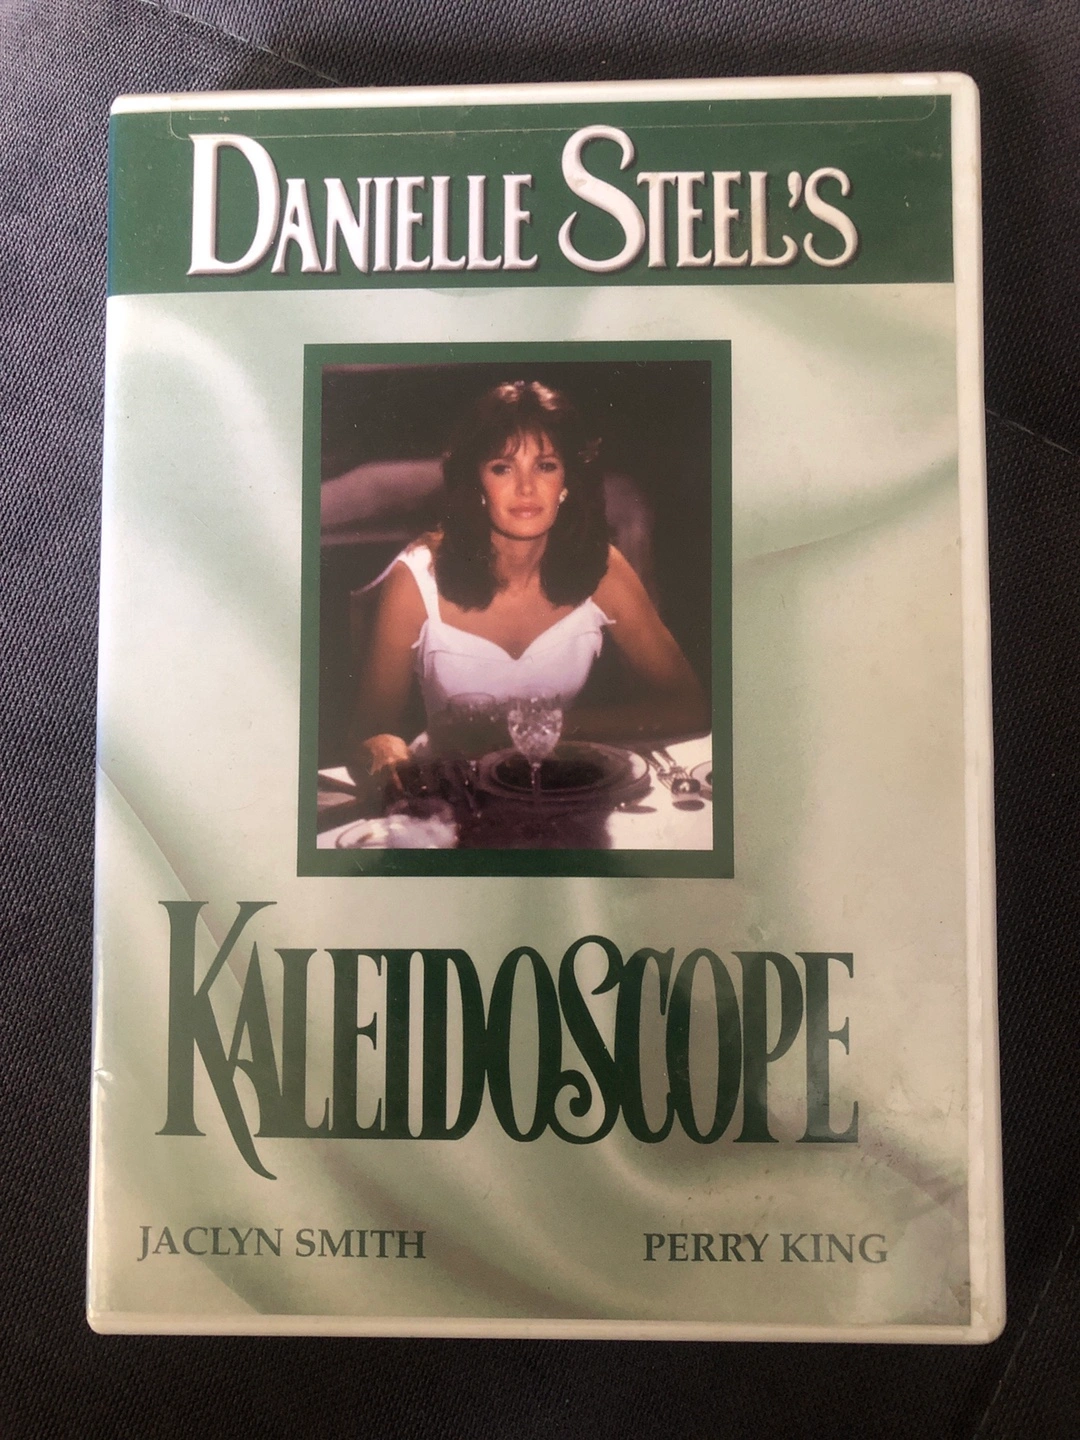 DANIELLE STEEL'S
KALEIDOSCOPE
JACLYN SMITH PERRY KING